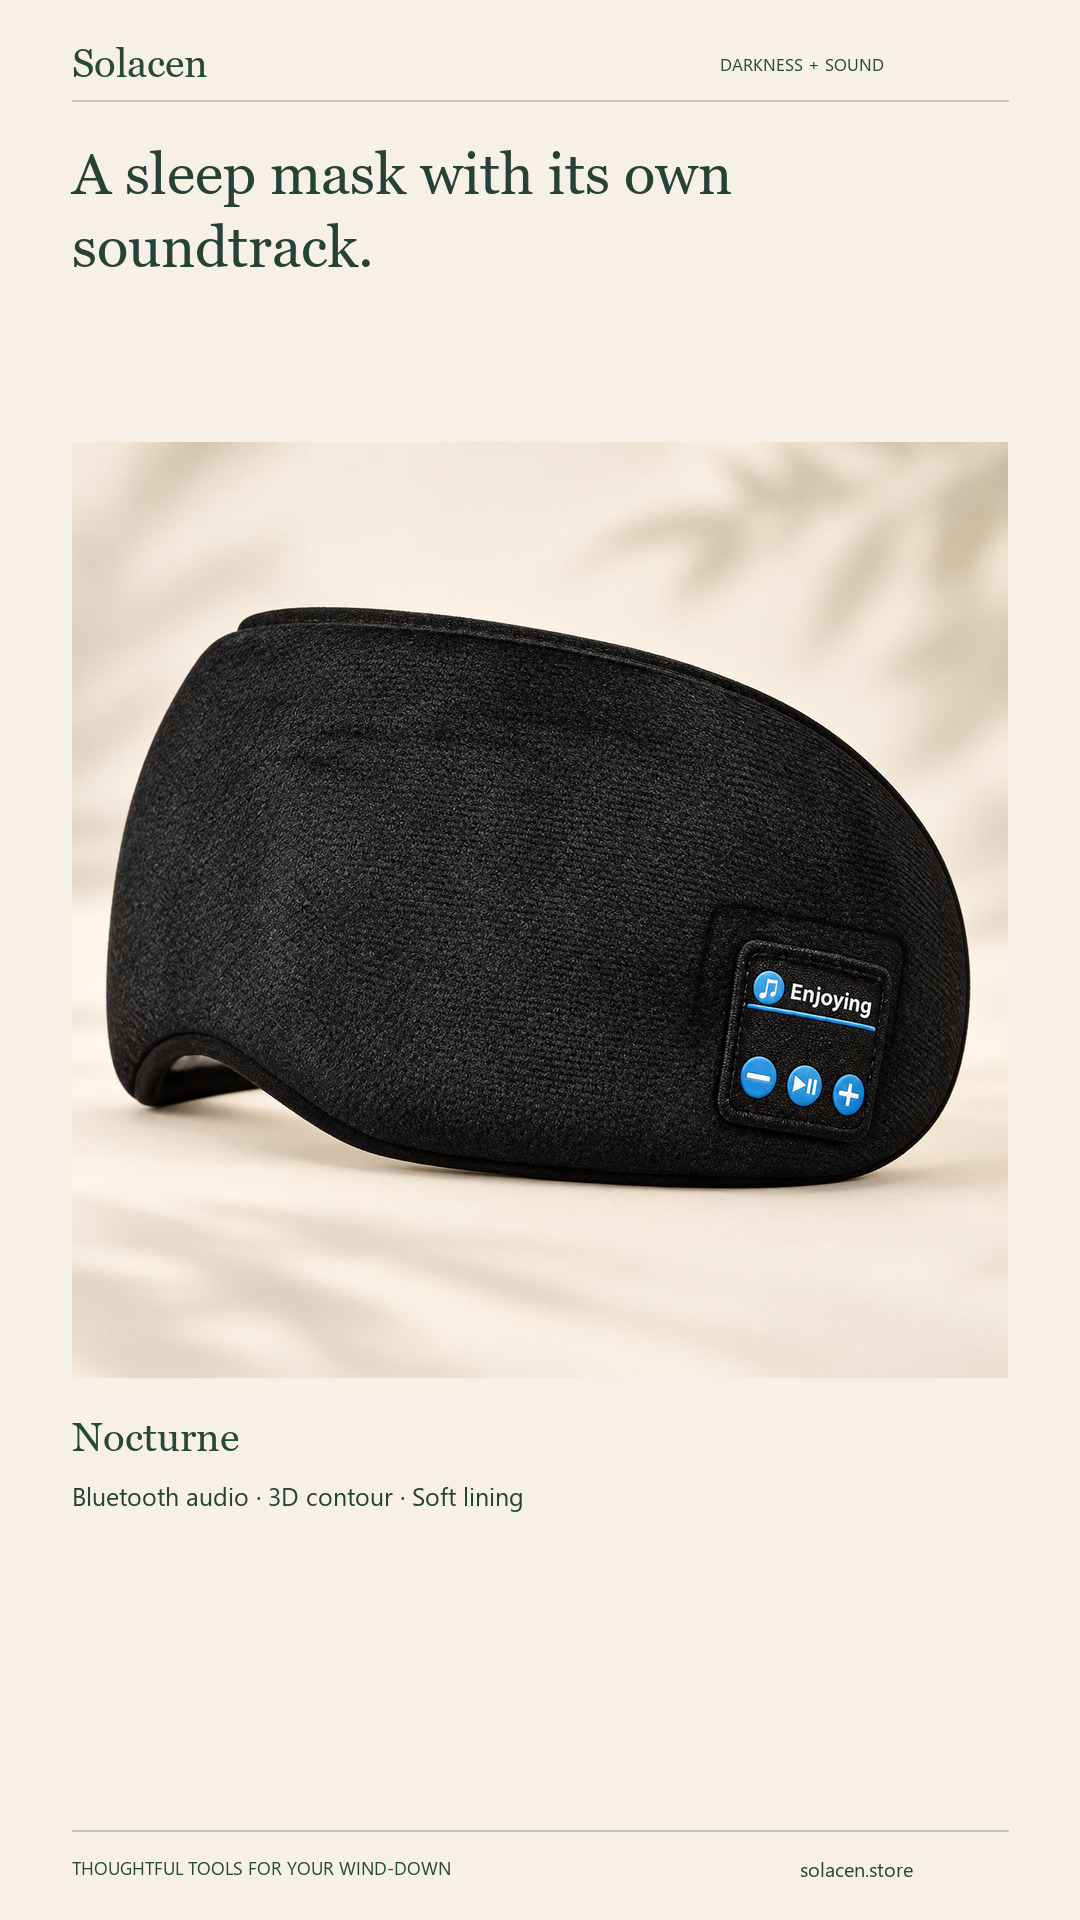 Solacen
DARKNESS + SOUND
A sleep mask with its own
soundtrack.
Enjoying
Nocturne
Bluetooth audio · 3D contour · Soft lining
THOUGHTFUL TOOLS FOR YOUR WIND-DOWN
solacen.store